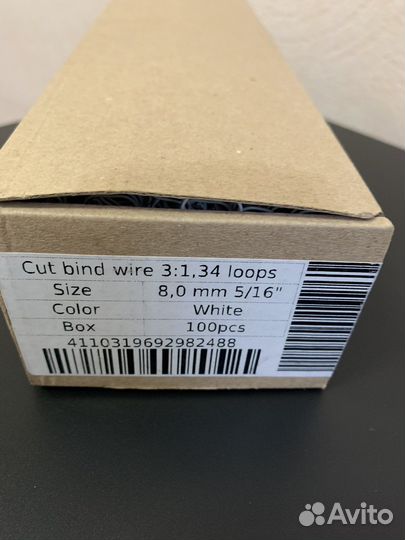 Cut bind wire 3:1,34 loops
Size 8,0 mm 5/16"
Color White
Box 100pcs
4110319692982488
Avito